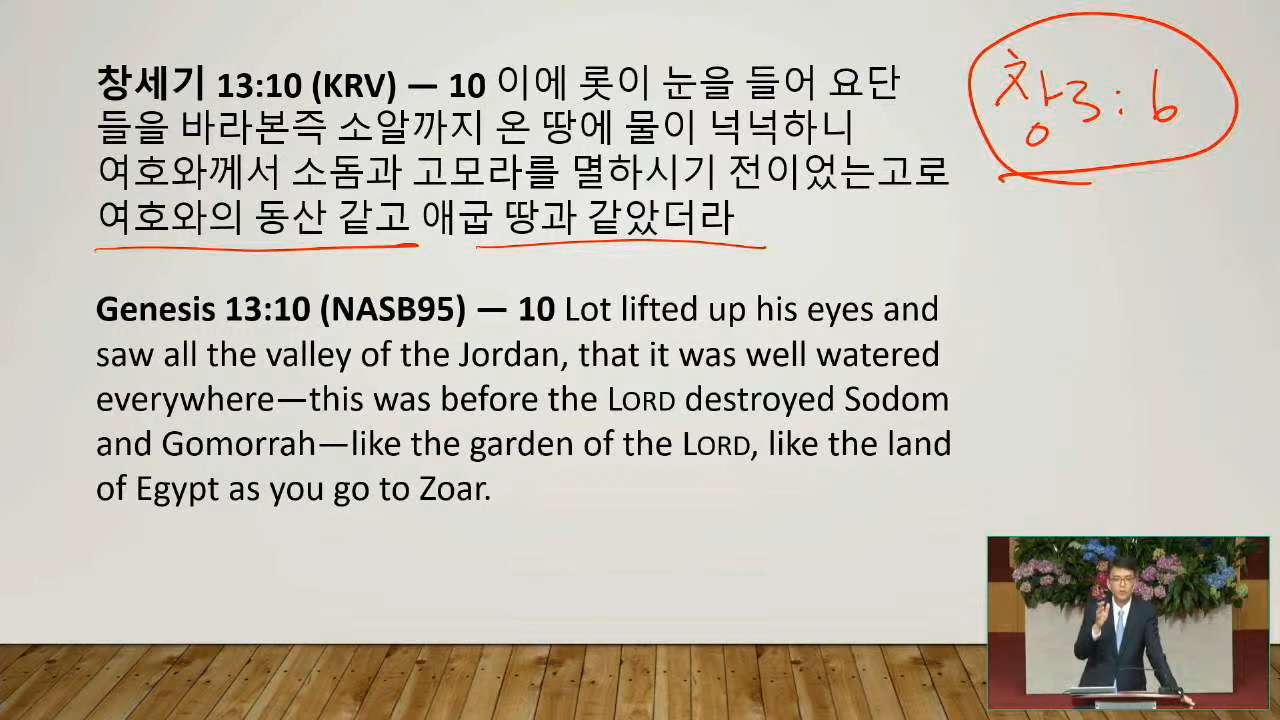 창세기 13:10 (KRV) — 10 이에 롯이 눈을 들어 요단
들을 바라본즉 소알까지 온 땅에 물이 넉넉하니
여호와께서 소돔과 고모라를 멸하시기 전이었는고로
여호와의 동산 같고 애굽 땅과 같았더라
창 3:6
Genesis 13:10 (NASB95) — 10 Lot lifted up his eyes and
saw all the valley of the Jordan, that it was well watered
everywhere—this was before the LORD destroyed Sodom
and Gomorrah—like the garden of the LORD, like the land
of Egypt as you go to Zoar.